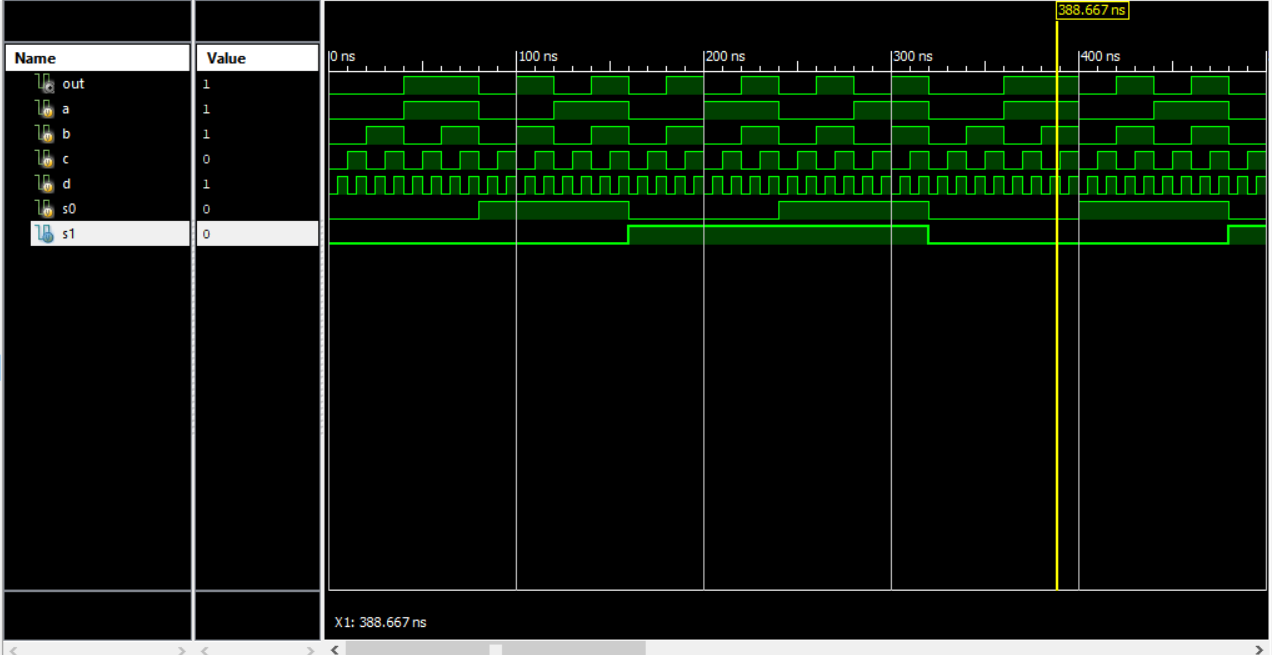 388.667 ns
Name Value 0 ns 100 ns 200 ns 300 ns 400 ns
out 1
a 1
b 1
c 0
d 1
s0 0
s1 0
X1: 388.667 ns